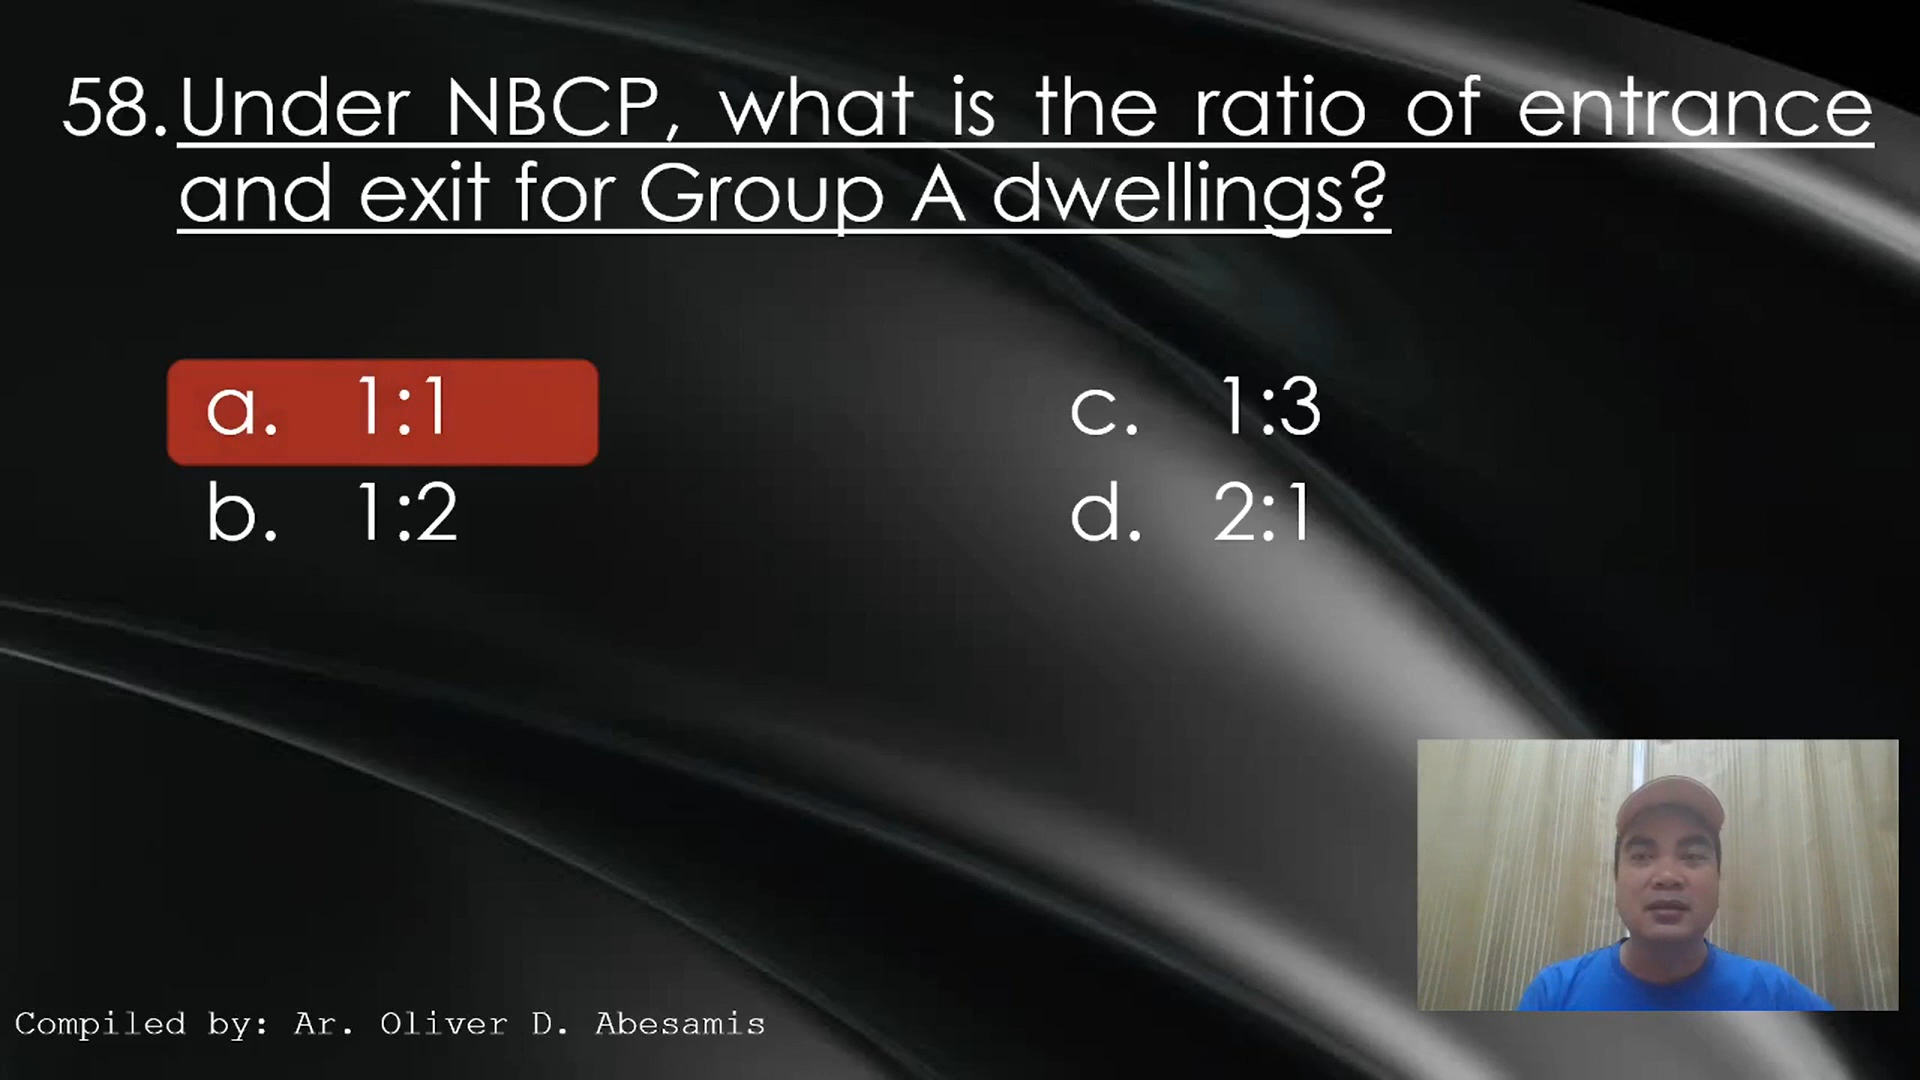 58. Under NBCP, what is the ratio of entrance
and exit for Group A dwellings?
a. 1:1
b. 1:2
c. 1:3
d. 2:1
Compiled by: Ar. Oliver D. Abesamis